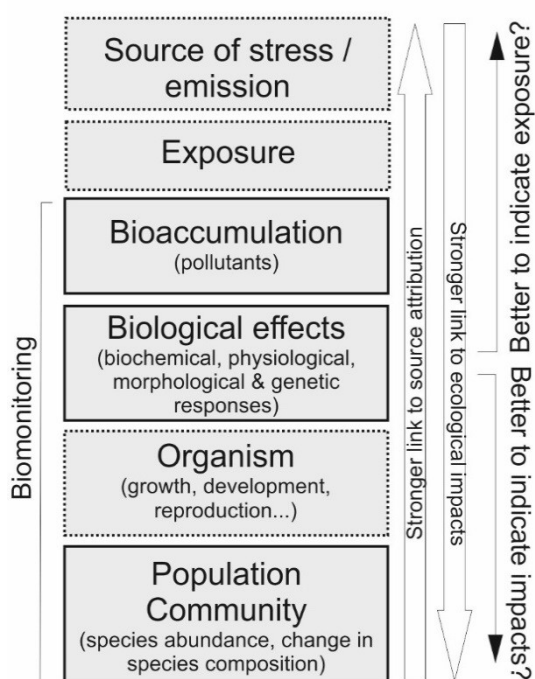 Source of stress /
emission
Exposure
Bioaccumulation
(pollutants)
Biological effects
(biochemical, physiological,
morphological & genetic
responses)
Organism
(growth, development,
reproduction...)
Population
Community
(species abundance, change in
species composition)
Biomonitoring
Stronger link to source attribution
Stronger link to ecological impacts
Better to indicate exposure?
Better to indicate impacts?